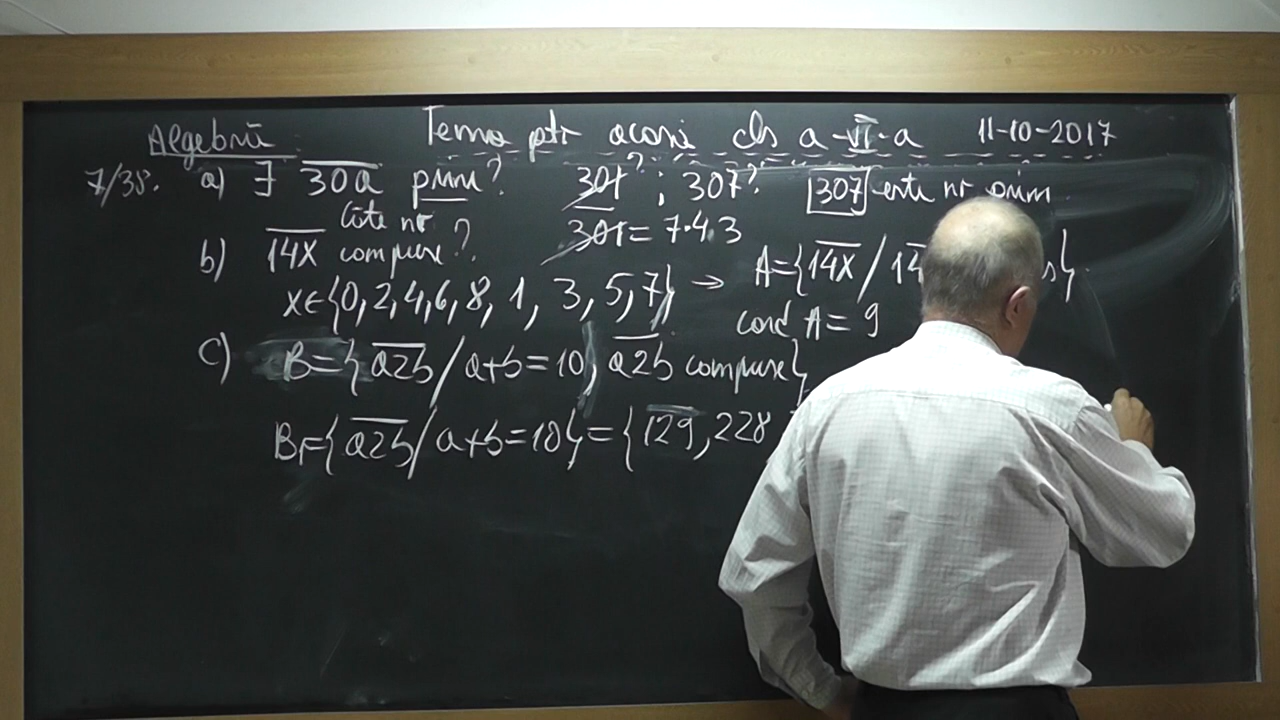 Algebră Tema ptr acasă cls a-VI-a 11-10-2017
7/38. a) ∃ 30a prim? 301? ; 307? 307 este nr prim
câte nr 301 = 7·43
b) 14x compuse? A={14x / 14
x∈{0, 2, 4, 6, 8, 1, 3, 5, 7} → card A = 9
c) B={a2b / a+b=10, a2b compuse}
B₁={a2b / a+b=10}={129, 228